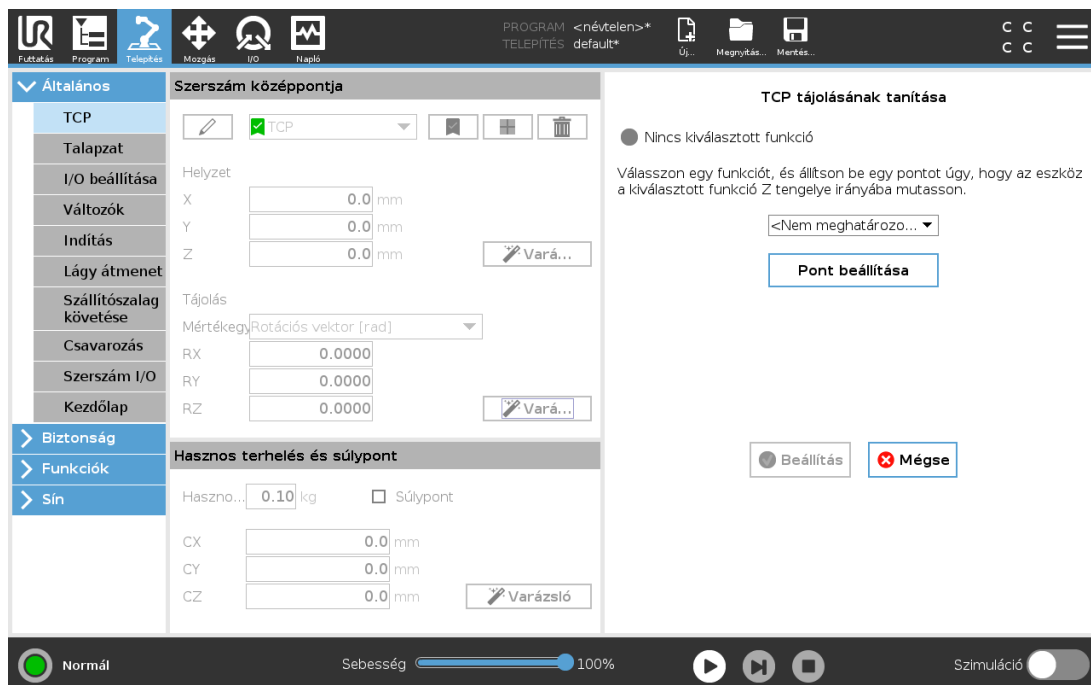 PROGRAM <névtelen>*
TELEPÍTÉS default*
C C
C C
Futtatás
Program
Telepítés
Mozgás
I/O
Napló
Új...
Megnyitás...
Mentés...
Általános
TCP
Talapzat
I/O beállítása
Változók
Indítás
Lágy átmenet
Szállítószalag
követése
Csavarozás
Szerszám I/O
Kezdőlap
Biztonság
Funkciók
Sín
Szerszám középpontja
TCP
Helyzet
X 0.0 mm
Y 0.0 mm
Z 0.0 mm Vará...
Tájolás
Mértékegy Rotációs vektor [rad]
RX 0.0000
RY 0.0000
RZ 0.0000 Vará...
Hasznos terhelés és súlypont
Haszno... 0.10 kg Súlypont
CX 0.0 mm
CY 0.0 mm
CZ 0.0 mm Varázsló
TCP tájolásának tanítása
Nincs kiválasztott funkció
Válasszon egy funkciót, és állítson be egy pontot úgy, hogy az eszköz
a kiválasztott funkció Z tengelye irányába mutasson.
<Nem meghatározo...
Pont beállítása
Beállítás Mégse
Normál
Sebesség 100%
Szimuláció